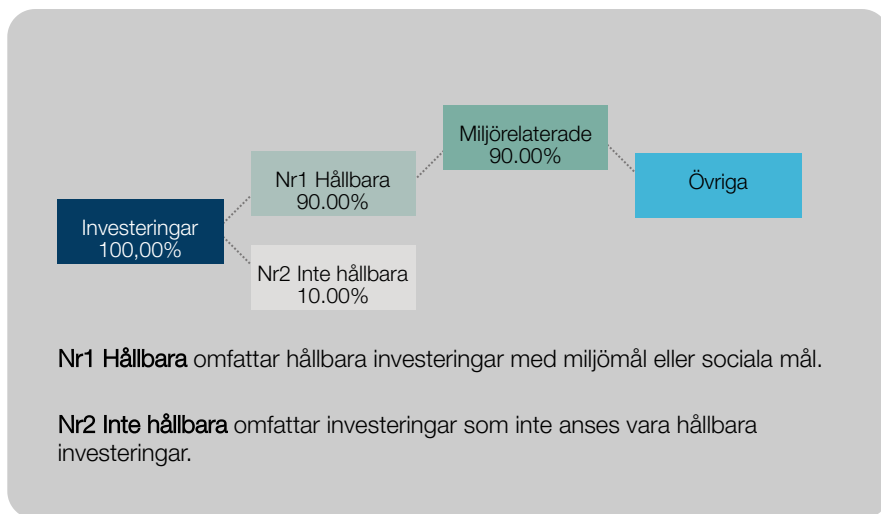 Miljörelaterade
90.00%
Nr1 Hållbara
90.00%
Övriga
Investeringar
100,00%
Nr2 Inte hållbara
10.00%
Nr1 Hållbara omfattar hållbara investeringar med miljömål eller sociala mål.
Nr2 Inte hållbara omfattar investeringar som inte anses vara hållbara
investeringar.